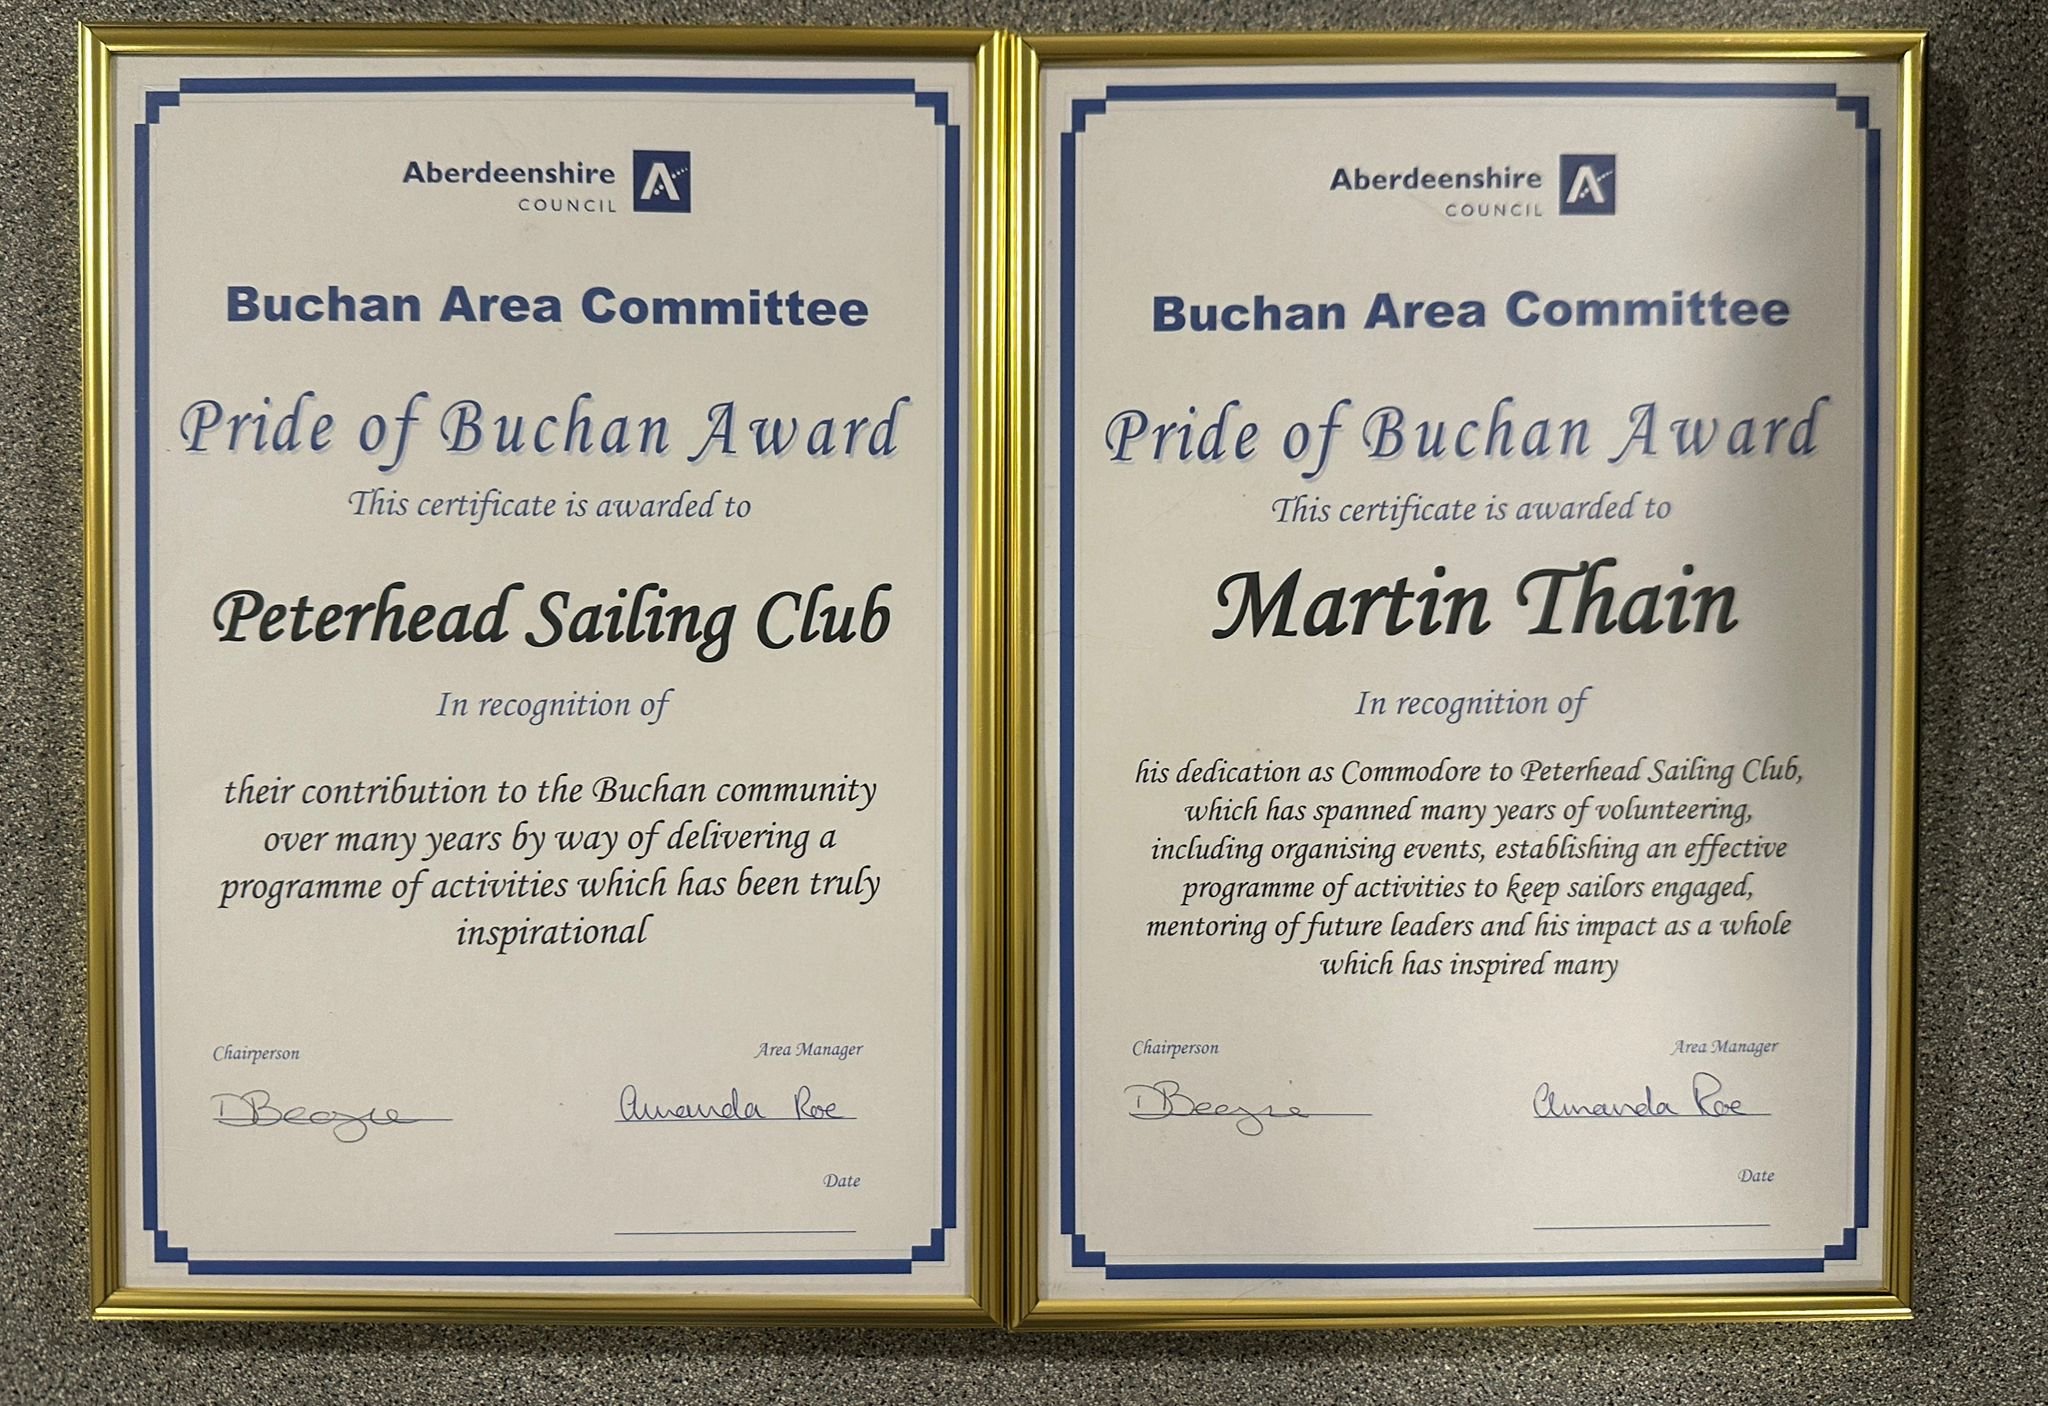 Aberdeenshire
COUNCIL
Buchan Area Committee
Pride of Buchan Award
This certificate is awarded to
Peterhead Sailing Club
In recognition of
their contribution to the Buchan community
over many years by way of delivering a
programme of activities which has been truly
inspirational
Chairperson
Area Manager
Amanda Roe
Date
Aberdeenshire
COUNCIL
Buchan Area Committee
Pride of Buchan Award
This certificate is awarded to
Martin Thain
In recognition of
his dedication as Commodore to Peterhead Sailing Club,
which has spanned many years of volunteering,
including organising events, establishing an effective
programme of activities to keep sailors engaged,
mentoring of future leaders and his impact as a whole
which has inspired many
Chairperson
Area Manager
Amanda Roe
Date